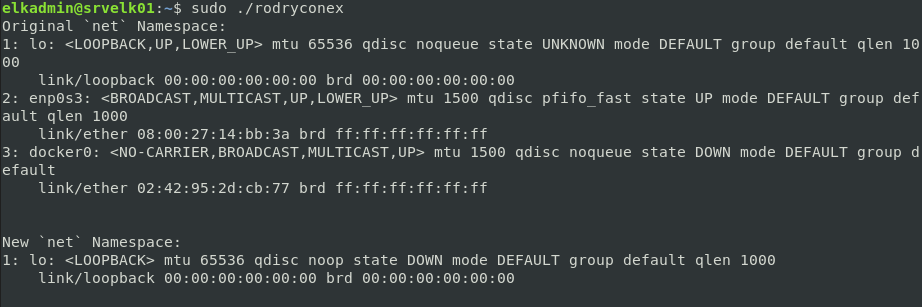 elkadmin@srvelk01:~$ sudo ./rodryconex
Original `net` Namespace:
1: lo: <LOOPBACK,UP,LOWER_UP> mtu 65536 qdisc noqueue state UNKNOWN mode DEFAULT group default qlen 10
00
    link/loopback 00:00:00:00:00:00 brd 00:00:00:00:00:00
2: enp0s3: <BROADCAST,MULTICAST,UP,LOWER_UP> mtu 1500 qdisc pfifo_fast state UP mode DEFAULT group def
ault qlen 1000
    link/ether 08:00:27:14:bb:3a brd ff:ff:ff:ff:ff:ff
3: docker0: <NO-CARRIER,BROADCAST,MULTICAST,UP> mtu 1500 qdisc noqueue state DOWN mode DEFAULT group d
efault
    link/ether 02:42:95:2d:cb:77 brd ff:ff:ff:ff:ff:ff
New `net` Namespace:
1: lo: <LOOPBACK> mtu 65536 qdisc noop state DOWN mode DEFAULT group default qlen 1000
    link/loopback 00:00:00:00:00:00 brd 00:00:00:00:00:00